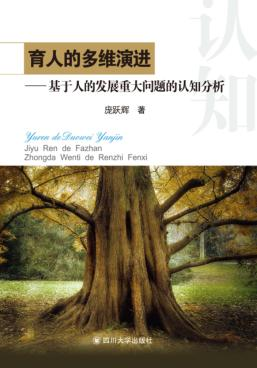 认知
育人的多维演进
——基于人的发展重大问题的认知分析
庞跃辉 著
Yuren de Duowei Yanjin
Jiyu Ren de Fazhan
Zhongda Wenti de Renzhi Fenxi
四川大学出版社